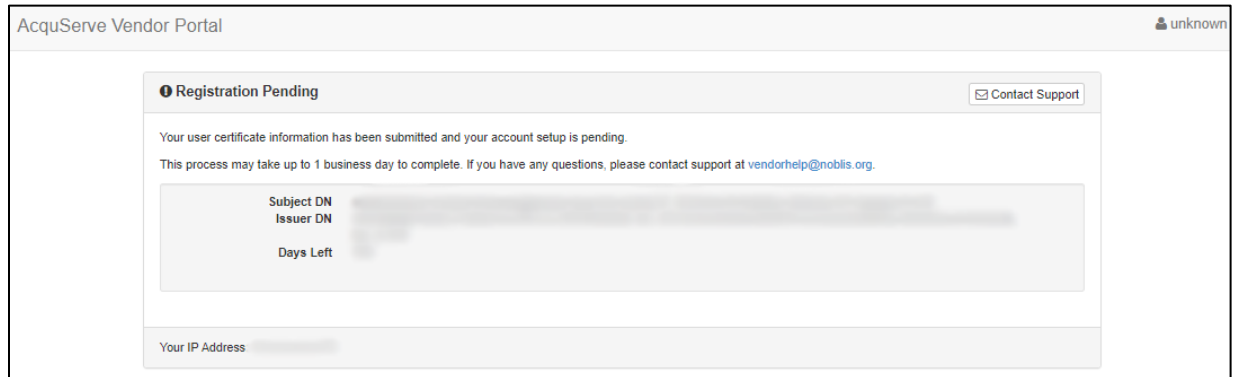 AcquServe Vendor Portal
unknown
Registration Pending
Contact Support
Your user certificate information has been submitted and your account setup is pending.
This process may take up to 1 business day to complete. If you have any questions, please contact support at vendorhelp@noblis.org.
Subject DN
Issuer DN
Days Left
Your IP Address